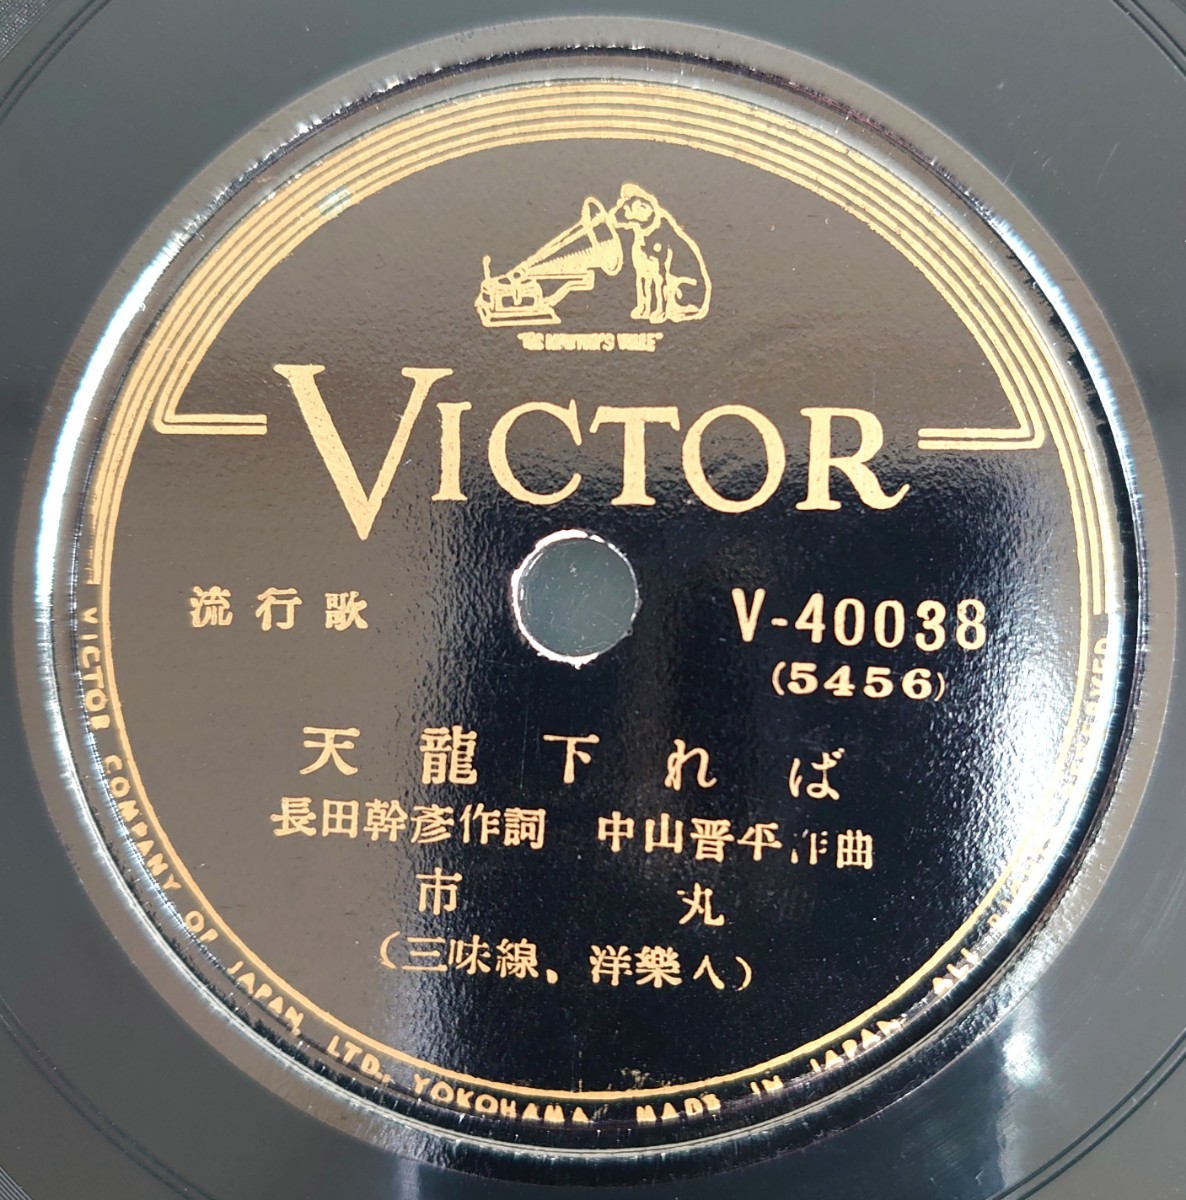 "HIS MASTER'S VOICE"
VICTOR
流行歌
V-40038
(5456)
天龍下れば
長田幹彦作詞 中山晋平作曲
市丸
(三味線、洋樂入)
VICTOR COMPANY OF JAPAN, LTD., YOKOHAMA MADE IN JAPAN ALL